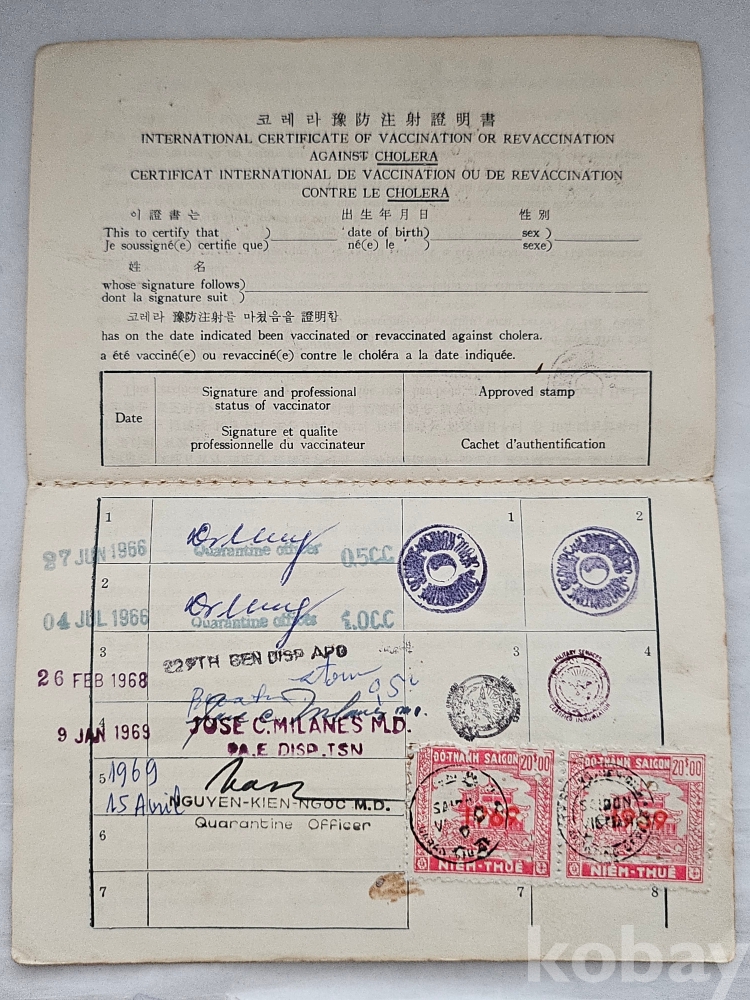 코레라豫防注射證明書
INTERNATIONAL CERTIFICATE OF VACCINATION OR REVACCINATION
AGAINST CHOLERA
CERTIFICAT INTERNATIONAL DE VACCINATION OU DE REVACCINATION
CONTRE LE CHOLERA
이 證書는 出生年月日 性別
This to certify that ) date of birth) sex )
Je soussigné(e) certifie que) né(e) le ) sexe)
姓 名
whose signature follows)
dont la signature suit )
코레라 豫防注射를 마쳤음을 證明함
has on the date indicated been vaccinated or revaccinated against cholera.
a été vacciné(e) ou revacciné(e) contre le choléra a la date indiquée.
Date
Signature and professional
status of vaccinator
Signature et qualite
professionnelle du vaccinateur
Approved stamp
Cachet d'authentification
1 1 2
27 JUN 1966 Quarantine officer 0.5CC
2
04 JUL 1966 Quarantine officer 1.0CC
3 3 4
229TH GEN DISP APO
26 FEB 1968
MILITARY SERVICES
4
9 JAN 1969 JOSE C. MILANES M.D.
PA.E DISP.TSN
5 1969
15 Avril
NGUYEN-KIEN-NGOC M.D.
Quarantine Officer
ĐÔ-THÀNH SAIGON 20$00
1969
NIÊM-THUÊ
ĐÔ-THÀNH SAIGON 20$00
1969
NIÊM-THUÊ
6
7 7 8
kobay